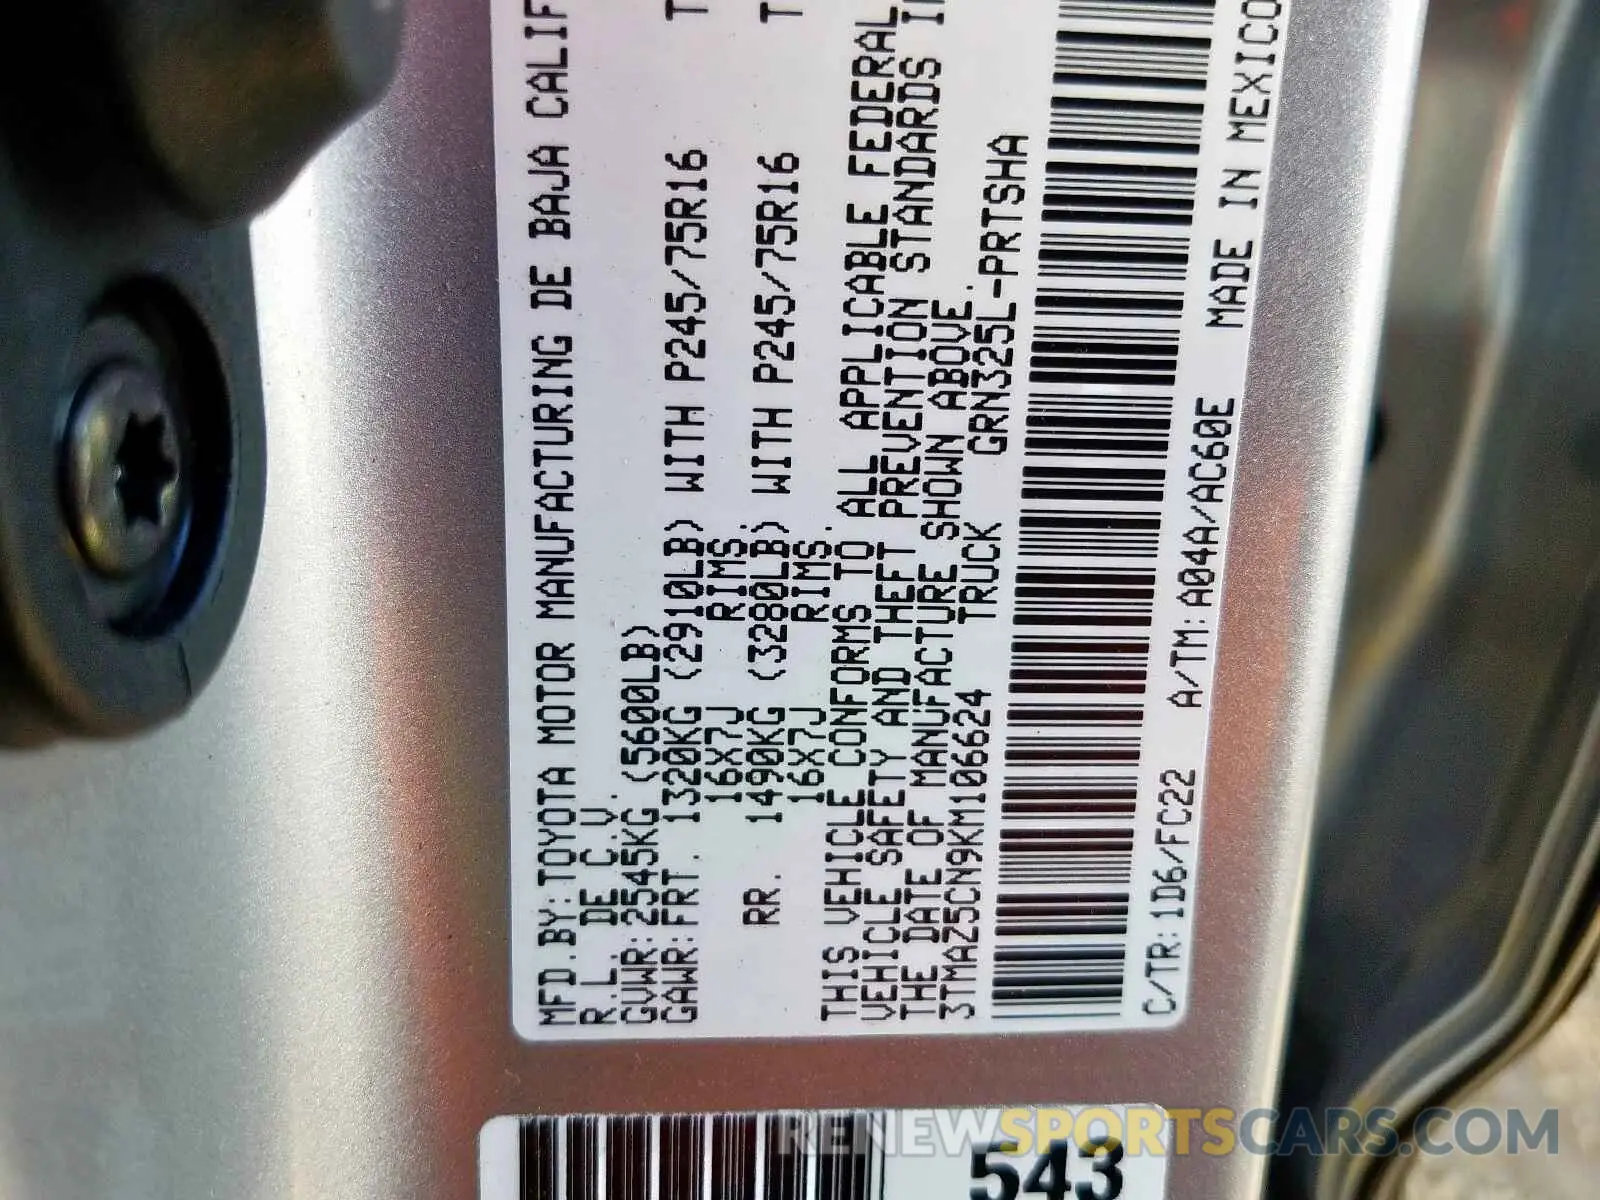 MFD.BY:TOYOTA MOTOR MANUFACTURING DE BAJA CALIF
R.L. DE C.V.
GVWR:2545KG (5600LB)
GAWR:FRT. 1320KG (2910LB) WITH P245/75R16 T
16X7J RIMS.
RR. 1490KG (3280LB) WITH P245/75R16 T
16X7J RIMS.
THIS VEHICLE CONFORMS TO ALL APPLICABLE FEDERAL
VEHICLE SAFETY AND THEFT PREVENTION STANDARDS I
THE DATE OF MANUFACTURE SHOWN ABOVE.
3TMAZ5CN9KM106624 TRUCK GRN325L-PRTSHA
C/TR:1D6/FC22 A/TM:A04A/AC60E MADE IN MEXICO
543
RENEWSPORTSCARS.COM